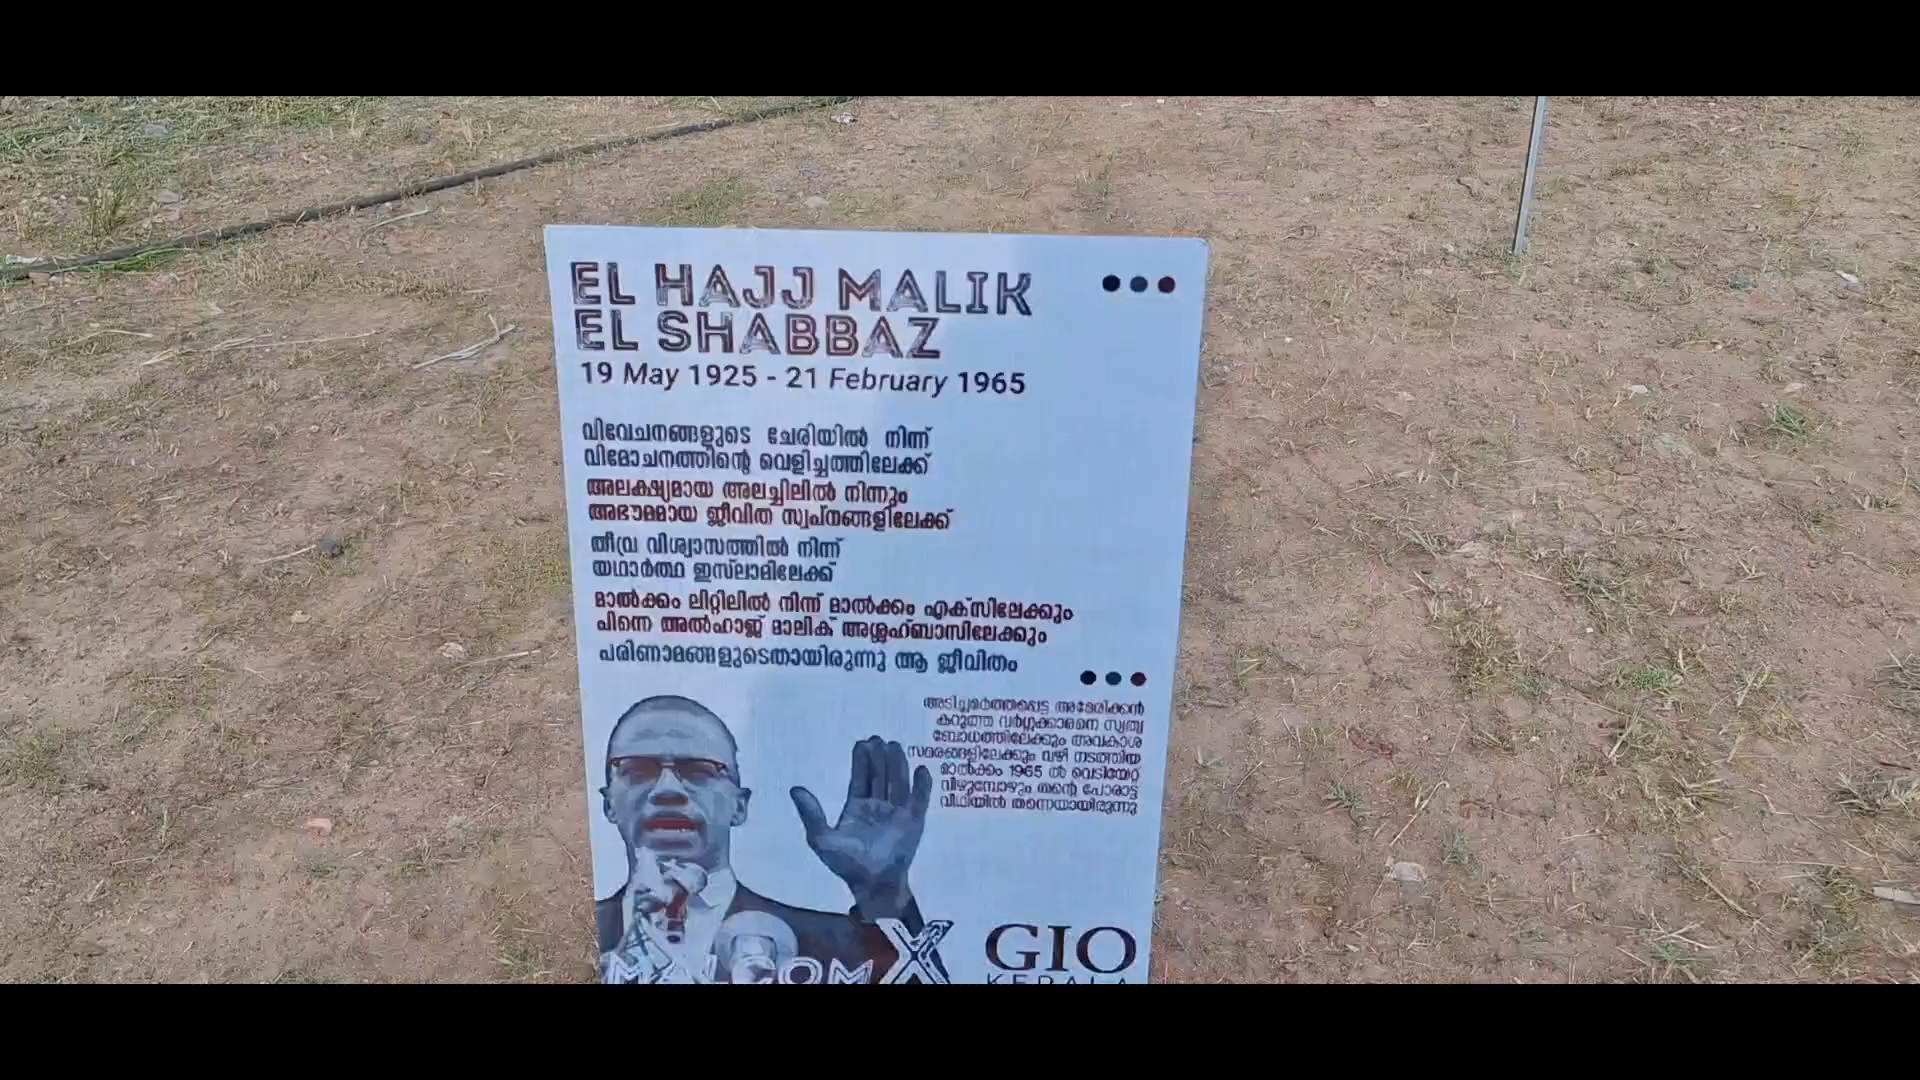 EL HAJJ MALIK
EL SHABBAZ
19 May 1925 - 21 February 1965
വിവേചനങ്ങളുടെ ചേരിയിൽ നിന്ന്
വിമോചനത്തിന്റെ വെളിച്ചത്തിലേക്ക്
അലക്ഷ്യമായ അലച്ചിലിൽ നിന്നും
അഭൗമമായ ജീവിത സ്വപ്നങ്ങളിലേക്ക്
തീവ്ര വിശ്വാസത്തിൽ നിന്ന്
യഥാർത്ഥ ഇസ്‌ലാമിലേക്ക്
മാൽക്കം ലിറ്റിലിൽ നിന്ന് മാൽക്കം എക്സിലേക്കും
പിന്നെ അൽഹാജ് മാലിക് അശ്ശഹ്ബാസിലേക്കും
പരിണാമങ്ങളുടെതായിരുന്നു ആ ജീവിതം
അടിച്ചമർത്തപ്പെട്ട അമേരിക്കൻ
കറുത്ത വർഗ്ഗക്കാരനെ സ്വത്വ
ബോധത്തിലേക്കും അവകാശ
സമരങ്ങളിലേക്കും വഴി നടത്തിയ
മാൽക്കം 1965 ൽ വെടിയേറ്റ്
വീഴുമ്പോഴും തന്റെ പോരാട്ട
വീഥിയിൽ തന്നെയായിരുന്നു
MALCOM X
GIO
KERALA